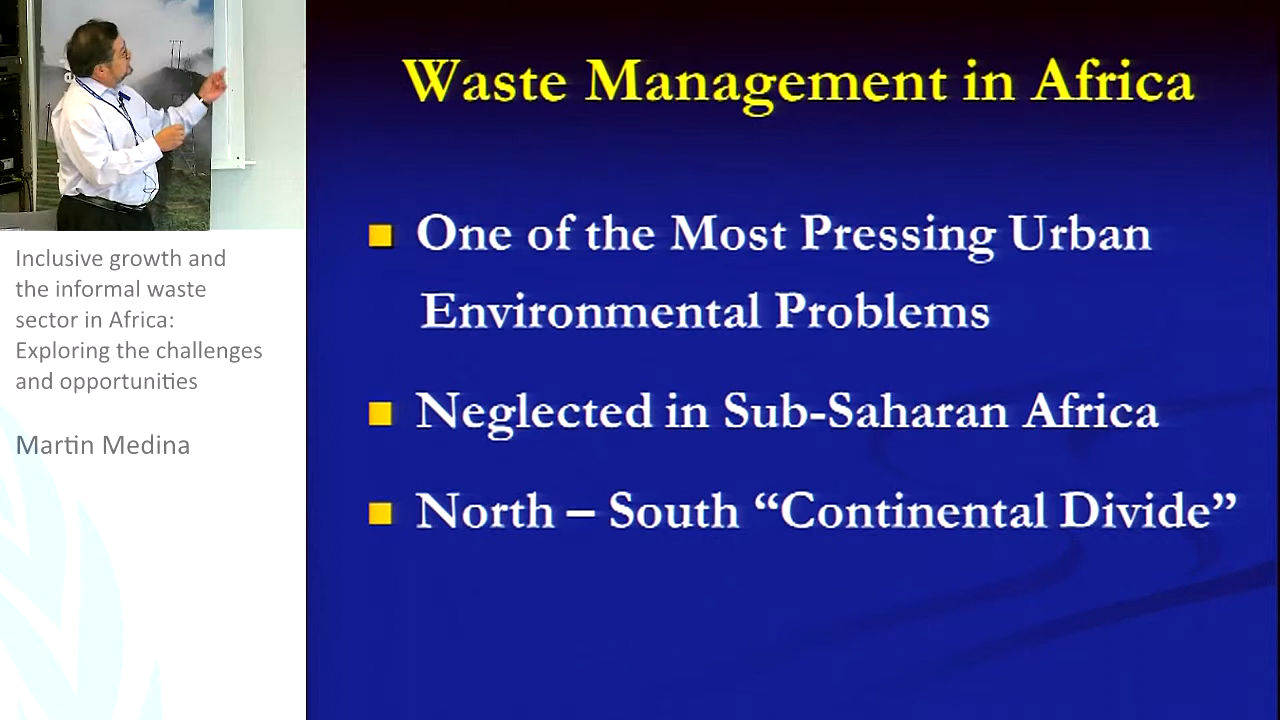 Inclusive growth and
the informal waste
sector in Africa:
Exploring the challenges
and opportunities
Martin Medina
Waste Management in Africa
One of the Most Pressing Urban
Environmental Problems
Neglected in Sub-Saharan Africa
North – South “Continental Divide”